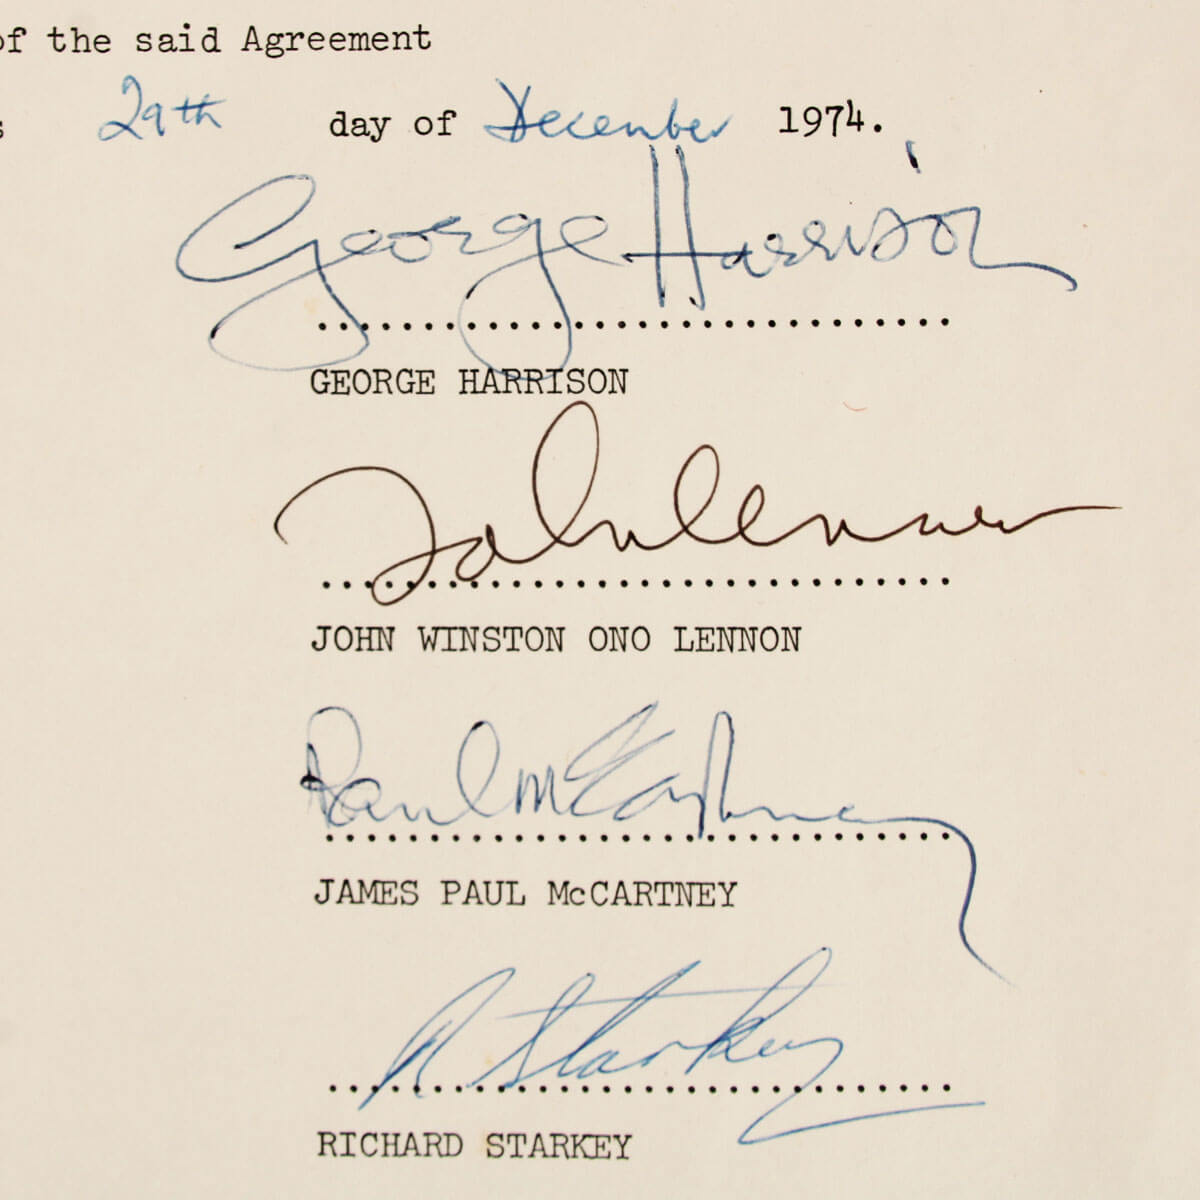 of the said Agreement
s 29th day of December 1974.
George Harrison
GEORGE HARRISON
John Lennon
JOHN WINSTON ONO LENNON
Paul McCartney
JAMES PAUL McCARTNEY
R Starkey
RICHARD STARKEY